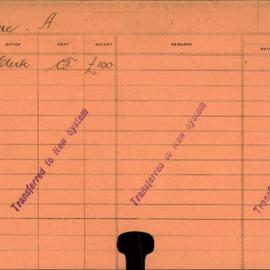 A.
OFFICE DEPT SALARY REMARKS
Clerk C.T. £100
Transferred to New System
Transferred to New System